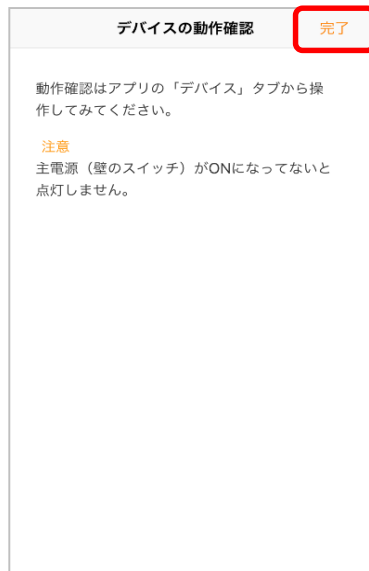 デバイスの動作確認
完了
動作確認はアプリの「デバイス」タブから操
作してみてください。
注意
主電源（壁のスイッチ）がONになってないと
点灯しません。